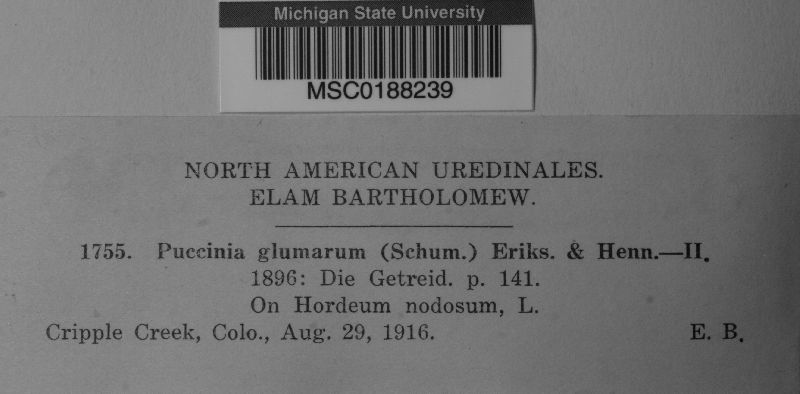 Michigan State University
MSC0188239
NORTH AMERICAN UREDINALES.
ELAM BARTHOLOMEW.
1755. Puccinia glumarum (Schum.) Eriks. & Henn.—II.
1896: Die Getreid. p. 141.
On Hordeum nodosum, L.
Cripple Creek, Colo., Aug. 29, 1916. E. B.